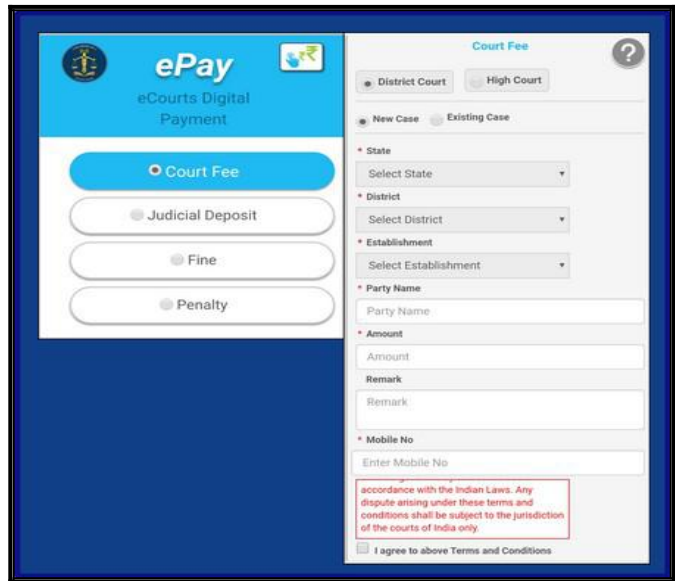 ePay
eCourts Digital
Payment
Court Fee
Judicial Deposit
Fine
Penalty
Court Fee
District Court
High Court
New Case
Existing Case
* State
Select State
* District
Select District
* Establishment
Select Establishment
* Party Name
Party Name
* Amount
Amount
Remark
Remark
* Mobile No
Enter Mobile No
accordance with the Indian Laws. Any
dispute arising under these terms and
conditions shall be subject to the jurisdiction
of the courts of India only.
I agree to above Terms and Conditions